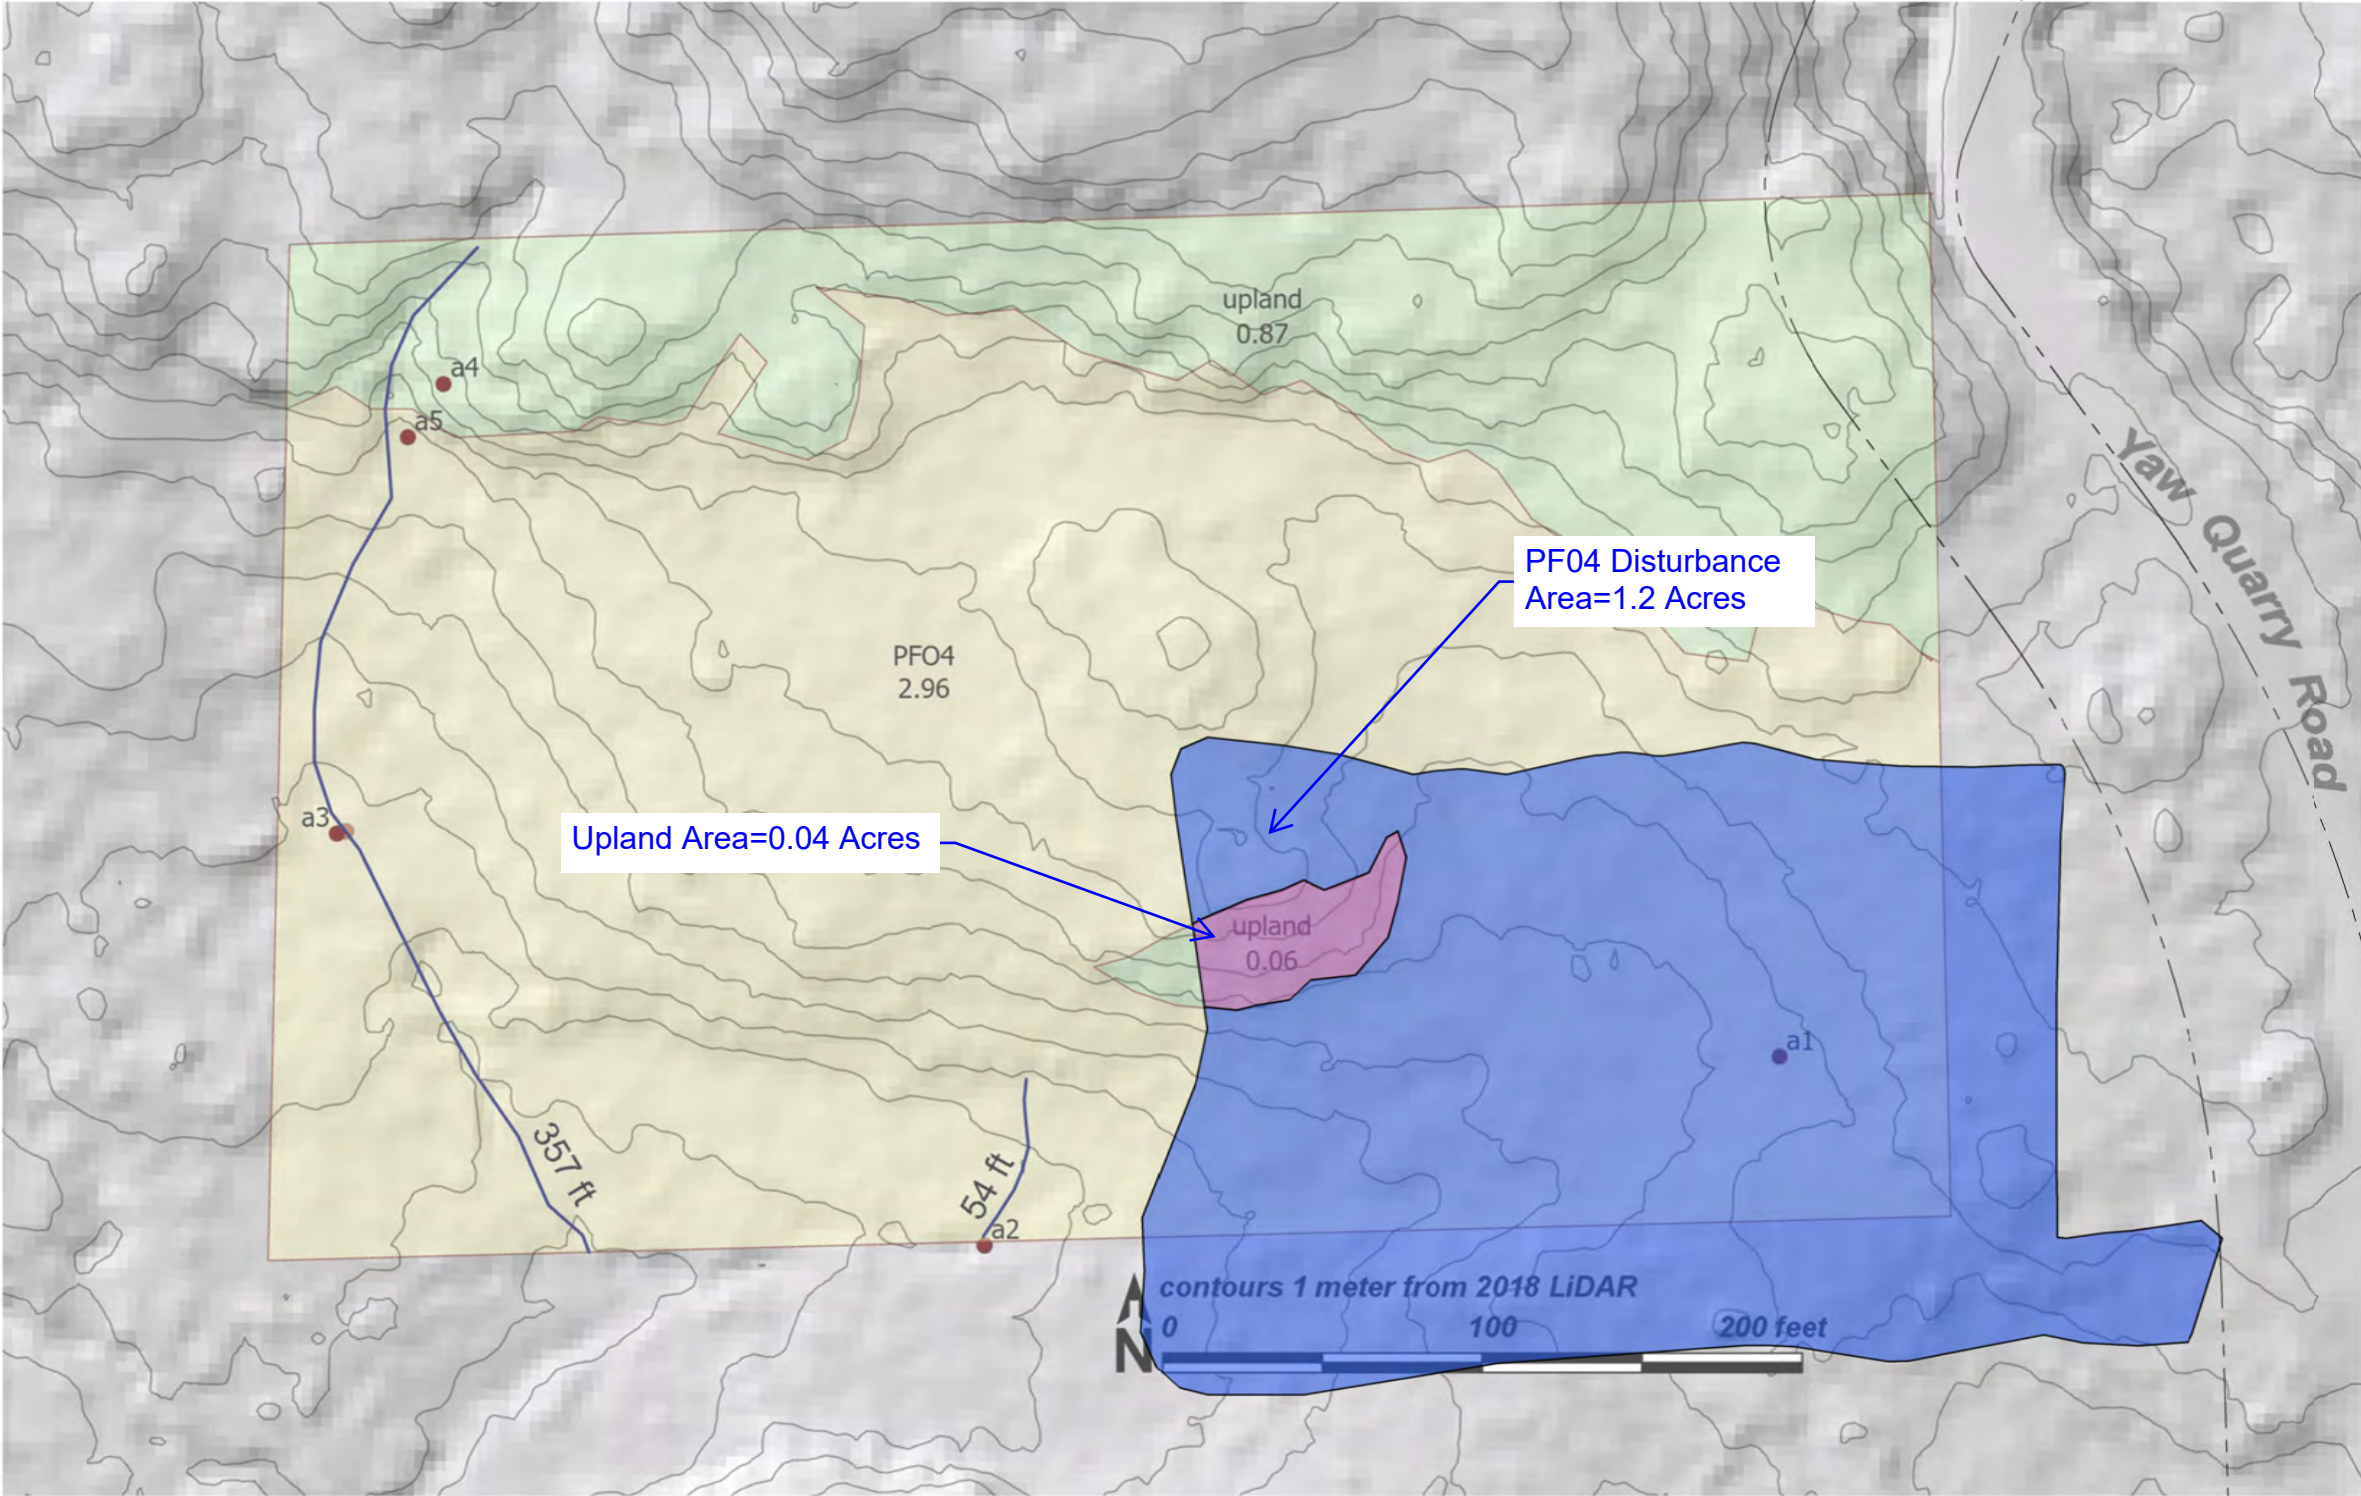 upland
0.87
a4
a5
Yaw Quarry Road
PF04 Disturbance
Area=1.2 Acres
PFO4
2.96
a3
Upland Area=0.04 Acres
upland
0.06
a1
357 ft
54 ft
a2
contours 1 meter from 2018 LiDAR
N
0 100 200 feet